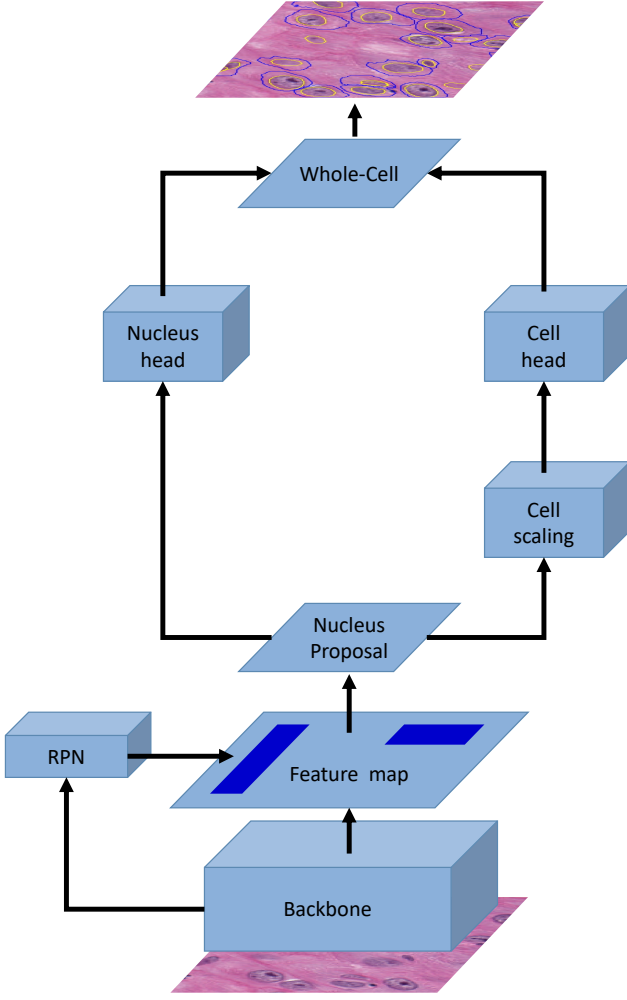 Whole-Cell
Nucleus
head
Cell
head
Cell
scaling
Nucleus
Proposal
RPN
Feature map
Backbone